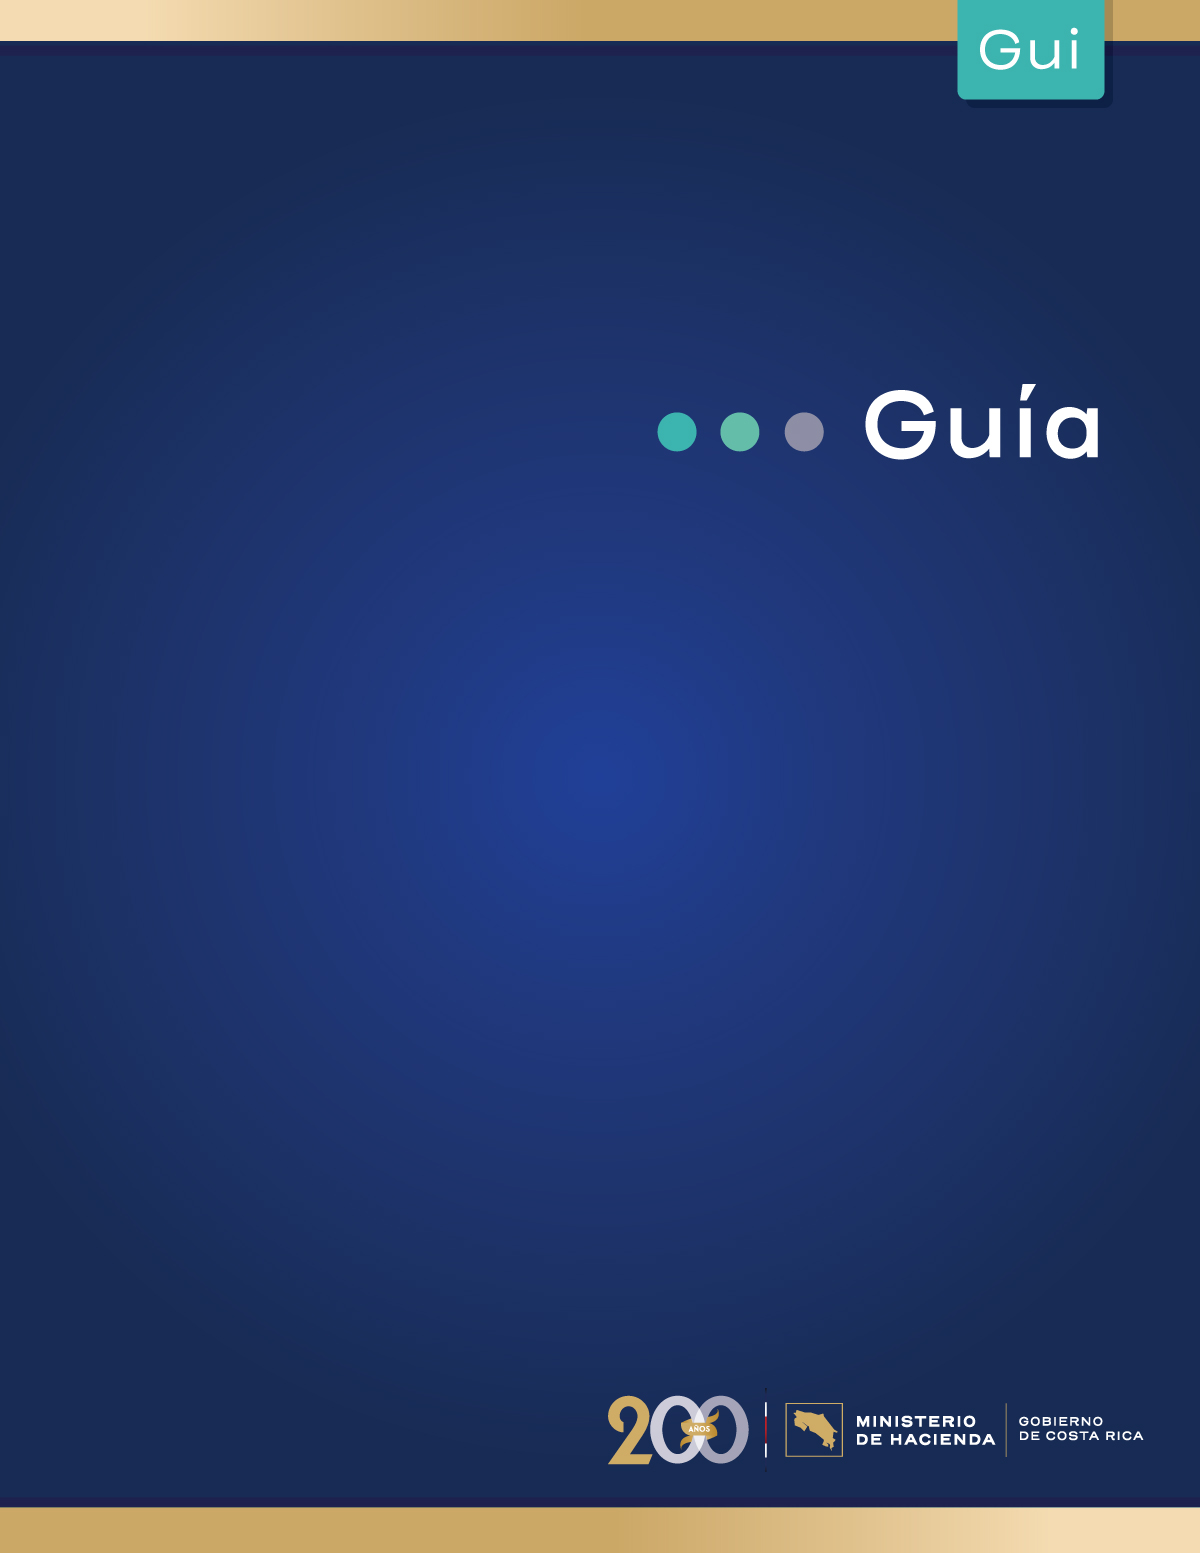 Gui
Guía
200
AÑOS
MINISTERIO
DE HACIENDA
GOBIERNO
DE COSTA RICA